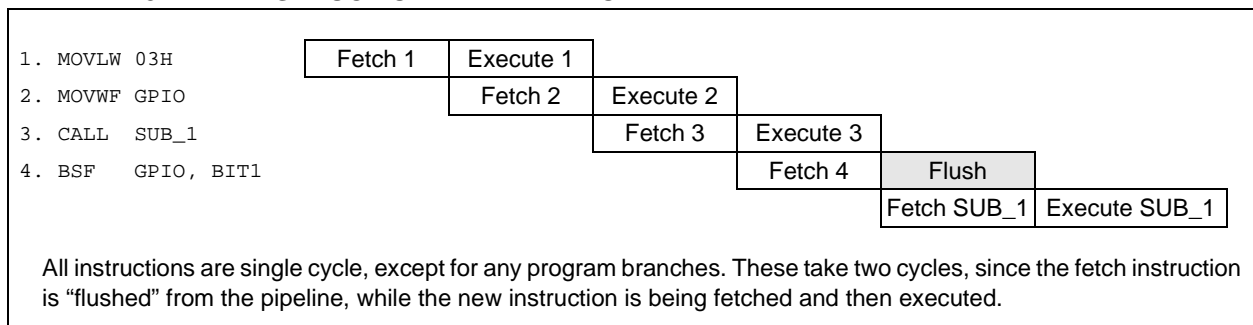 1. MOVLW 03H Fetch 1 Execute 1
2. MOVWF GPIO Fetch 2 Execute 2
3. CALL SUB_1 Fetch 3 Execute 3
4. BSF GPIO, BIT1 Fetch 4 Flush
Fetch SUB_1 Execute SUB_1
All instructions are single cycle, except for any program branches. These take two cycles, since the fetch instruction
is “flushed” from the pipeline, while the new instruction is being fetched and then executed.